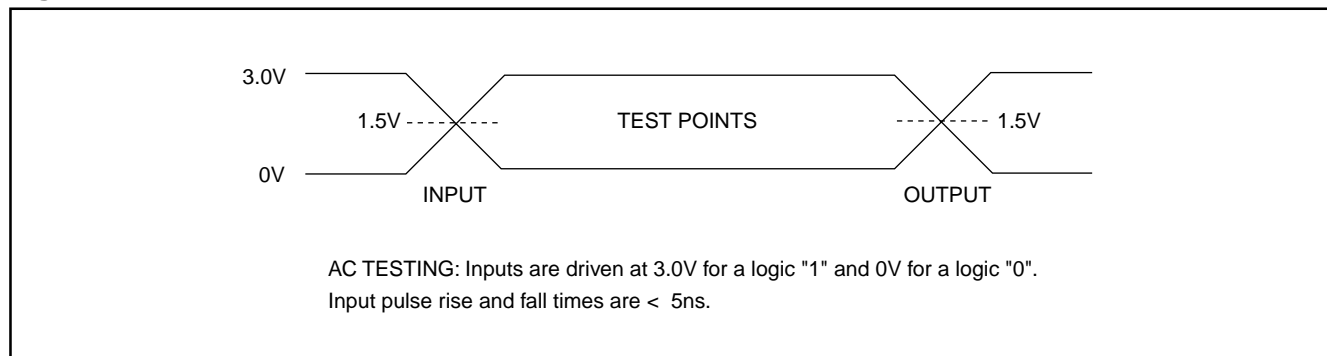 3.0V
1.5V
TEST POINTS
1.5V
0V
INPUT
OUTPUT
AC TESTING: Inputs are driven at 3.0V for a logic "1" and 0V for a logic "0".
Input pulse rise and fall times are < 5ns.